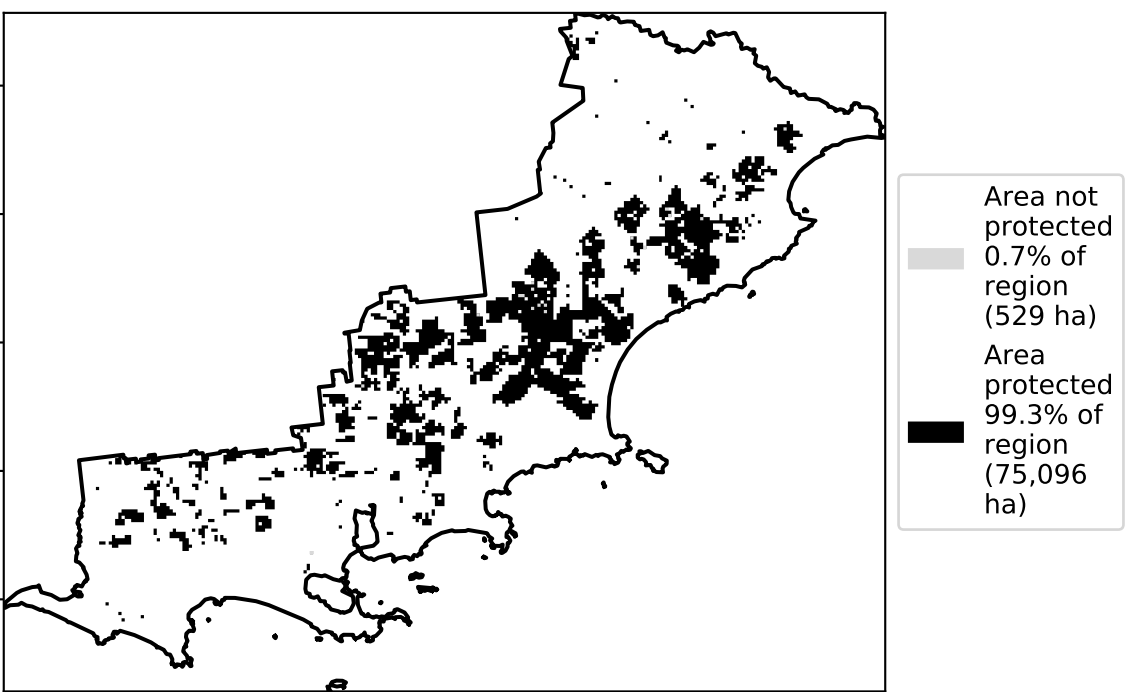 Area not
protected
0.7% of
region
(529 ha)
Area
protected
99.3% of
region
(75,096
ha)